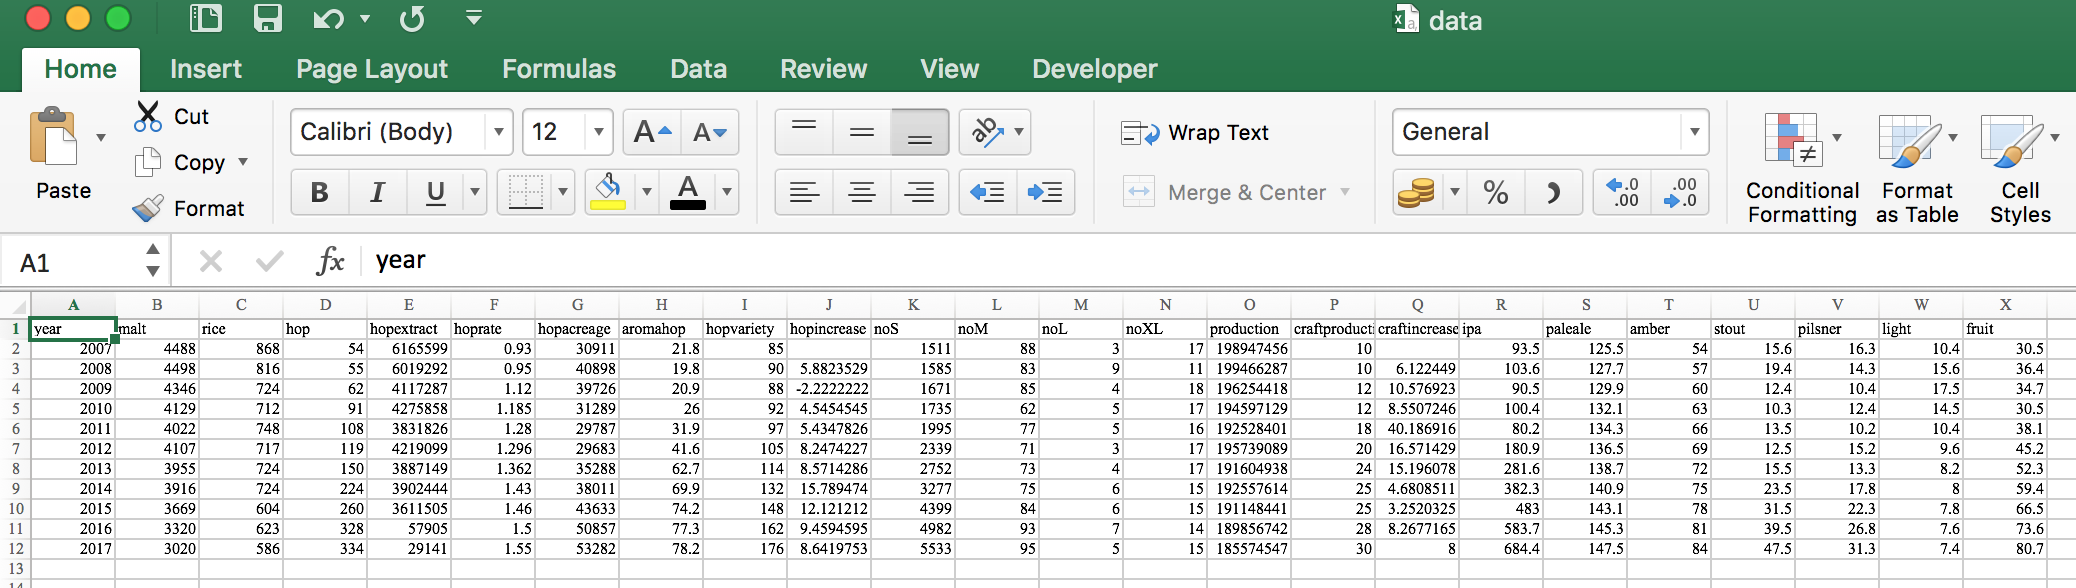 data
Home Insert Page Layout Formulas Data Review View Developer
Cut
Calibri (Body) 12 A A ab Wrap Text General
Copy
Paste B I U A Merge & Center % .0 .00 .00 .0 Conditional Formatting Format as Table Cell Styles
Format
A1 fx year
A B C D E F G H I J K L M N O P Q R S T U V W X
1 year malt rice hop hopextract hoprate hopacreage aromahop hopvariety hopincrease noS noM noL noXL production craftproducti craftincrease ipa paleale amber stout pilsner light fruit
2 2007 4488 868 54 6165599 0.93 30911 21.8 85 1511 88 3 17 198947456 10 93.5 125.5 54 15.6 16.3 10.4 30.5
3 2008 4498 816 55 6019292 0.95 40898 19.8 90 5.8823529 1585 83 9 11 199466287 10 6.122449 103.6 127.7 57 19.4 14.3 15.6 36.4
4 2009 4346 724 62 4117287 1.12 39726 20.9 88 -2.2222222 1671 85 4 18 196254418 12 10.576923 90.5 129.9 60 12.4 10.4 17.5 34.7
5 2010 4129 712 91 4275858 1.185 31289 26 92 4.5454545 1735 62 5 17 194597129 12 8.5507246 100.4 132.1 63 10.3 12.4 14.5 30.5
6 2011 4022 748 108 3831826 1.28 29787 31.9 97 5.4347826 1995 77 5 16 192528401 18 40.186916 80.2 134.3 66 13.5 10.2 10.4 38.1
7 2012 4107 717 119 4219099 1.296 29683 41.6 105 8.2474227 2339 71 3 17 195739089 20 16.571429 180.9 136.5 69 12.5 15.2 9.6 45.2
8 2013 3955 724 150 3887149 1.362 35288 62.7 114 8.5714286 2752 73 4 17 191604938 24 15.196078 281.6 138.7 72 15.5 13.3 8.2 52.3
9 2014 3916 724 224 3902444 1.43 38011 69.9 132 15.789474 3277 75 6 15 192557614 25 4.6808511 382.3 140.9 75 23.5 17.8 8 59.4
10 2015 3669 604 260 3611505 1.46 43633 74.2 148 12.121212 4399 84 6 15 191148441 25 3.2520325 483 143.1 78 31.5 22.3 7.8 66.5
11 2016 3320 623 328 57905 1.5 50857 77.3 162 9.4594595 4982 93 7 14 189856742 28 8.2677165 583.7 145.3 81 39.5 26.8 7.6 73.6
12 2017 3020 586 334 29141 1.55 53282 78.2 176 8.6419753 5533 95 5 15 185574547 30 8 684.4 147.5 84 47.5 31.3 7.4 80.7
13
14